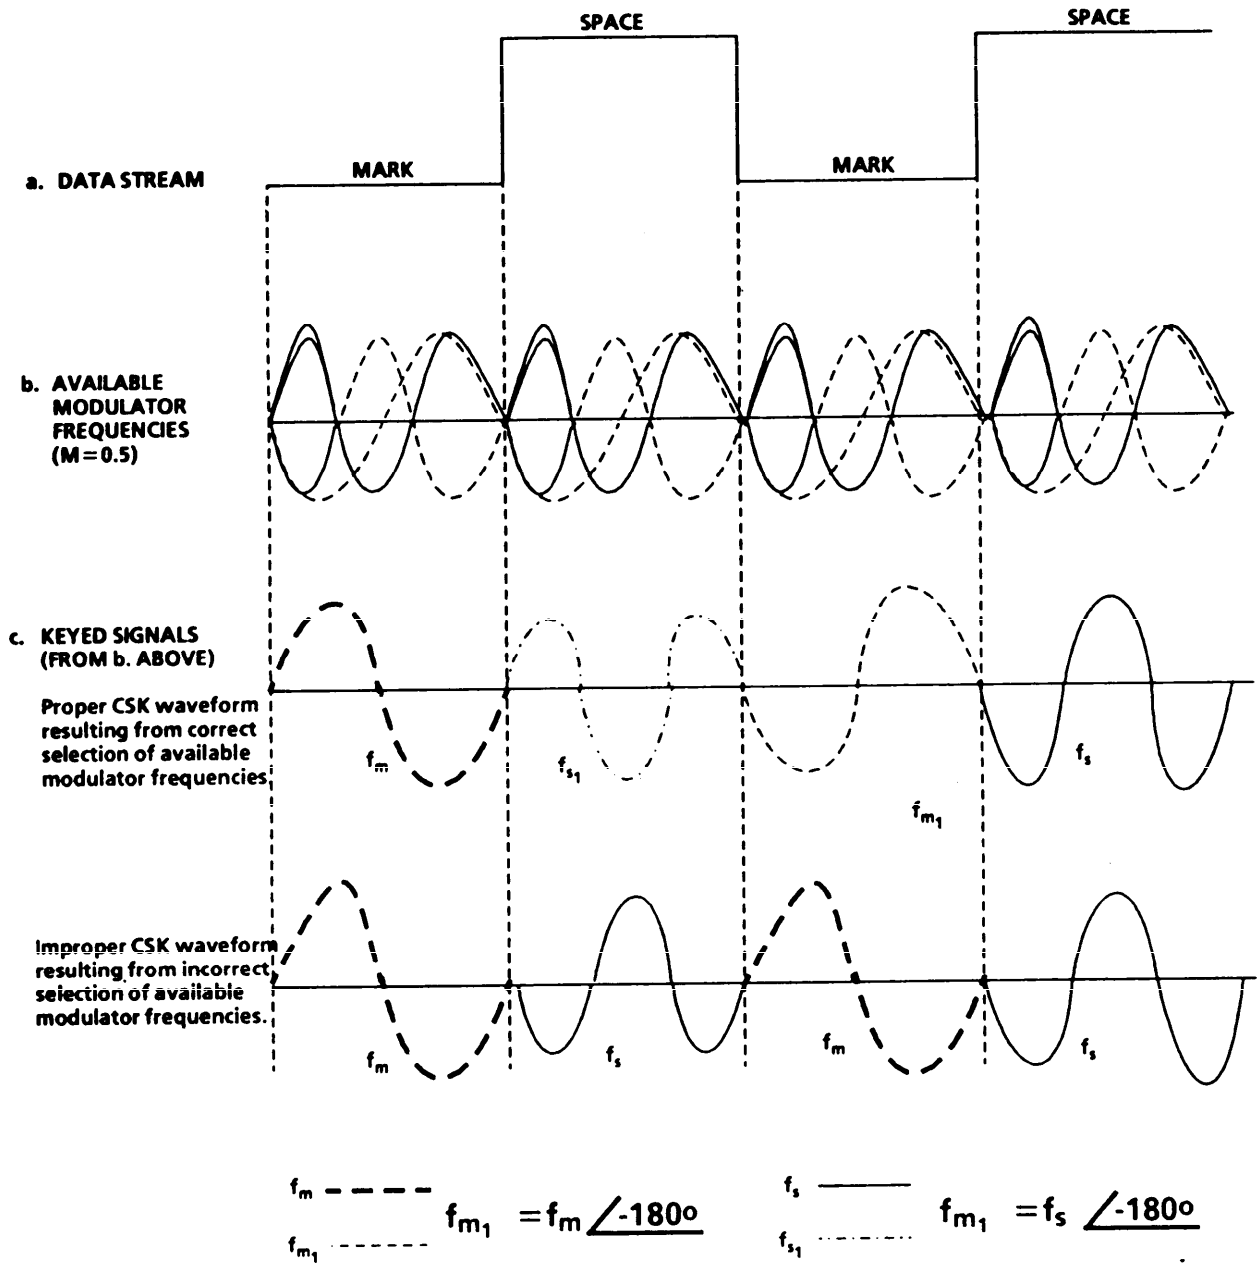 SPACE
SPACE
MARK
MARK
a. DATA STREAM
b. AVAILABLE
MODULATOR
FREQUENCIES
(M=0.5)
c. KEYED SIGNALS
(FROM b. ABOVE)
Proper CSK waveform
resulting from correct
selection of available
modulator frequencies.
fm
fs1
fm1
fs
Improper CSK waveform
resulting from incorrect
selection of available
modulator frequencies.
fm
fs
fm
fs
fm
fm1
fm1 =fm ∠-180º
fs
fs1
fm1 =fs ∠-180º